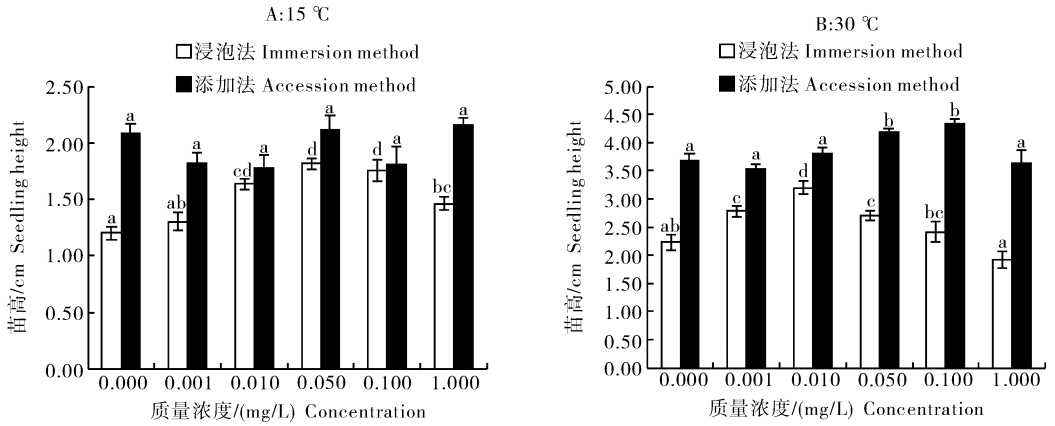 A:15 ℃
浸泡法 Immersion method
添加法 Accession method
苗高/cm Seedling height
2.50
2.00
1.50
1.00
0.50
0.00
a a
ab a
cd a
d a
d a
bc a
0.000 0.001 0.010 0.050 0.100 1.000
质量浓度/(mg/L) Concentration
B:30 ℃
浸泡法 Immersion method
添加法 Accession method
苗高/cm Seedling height
5.00
4.50
4.00
3.50
3.00
2.50
2.00
1.50
1.00
0.50
0.00
ab a
c a
d a
c b
bc b
a a
0.000 0.001 0.010 0.050 0.100 1.000
质量浓度/(mg/L) Concentration